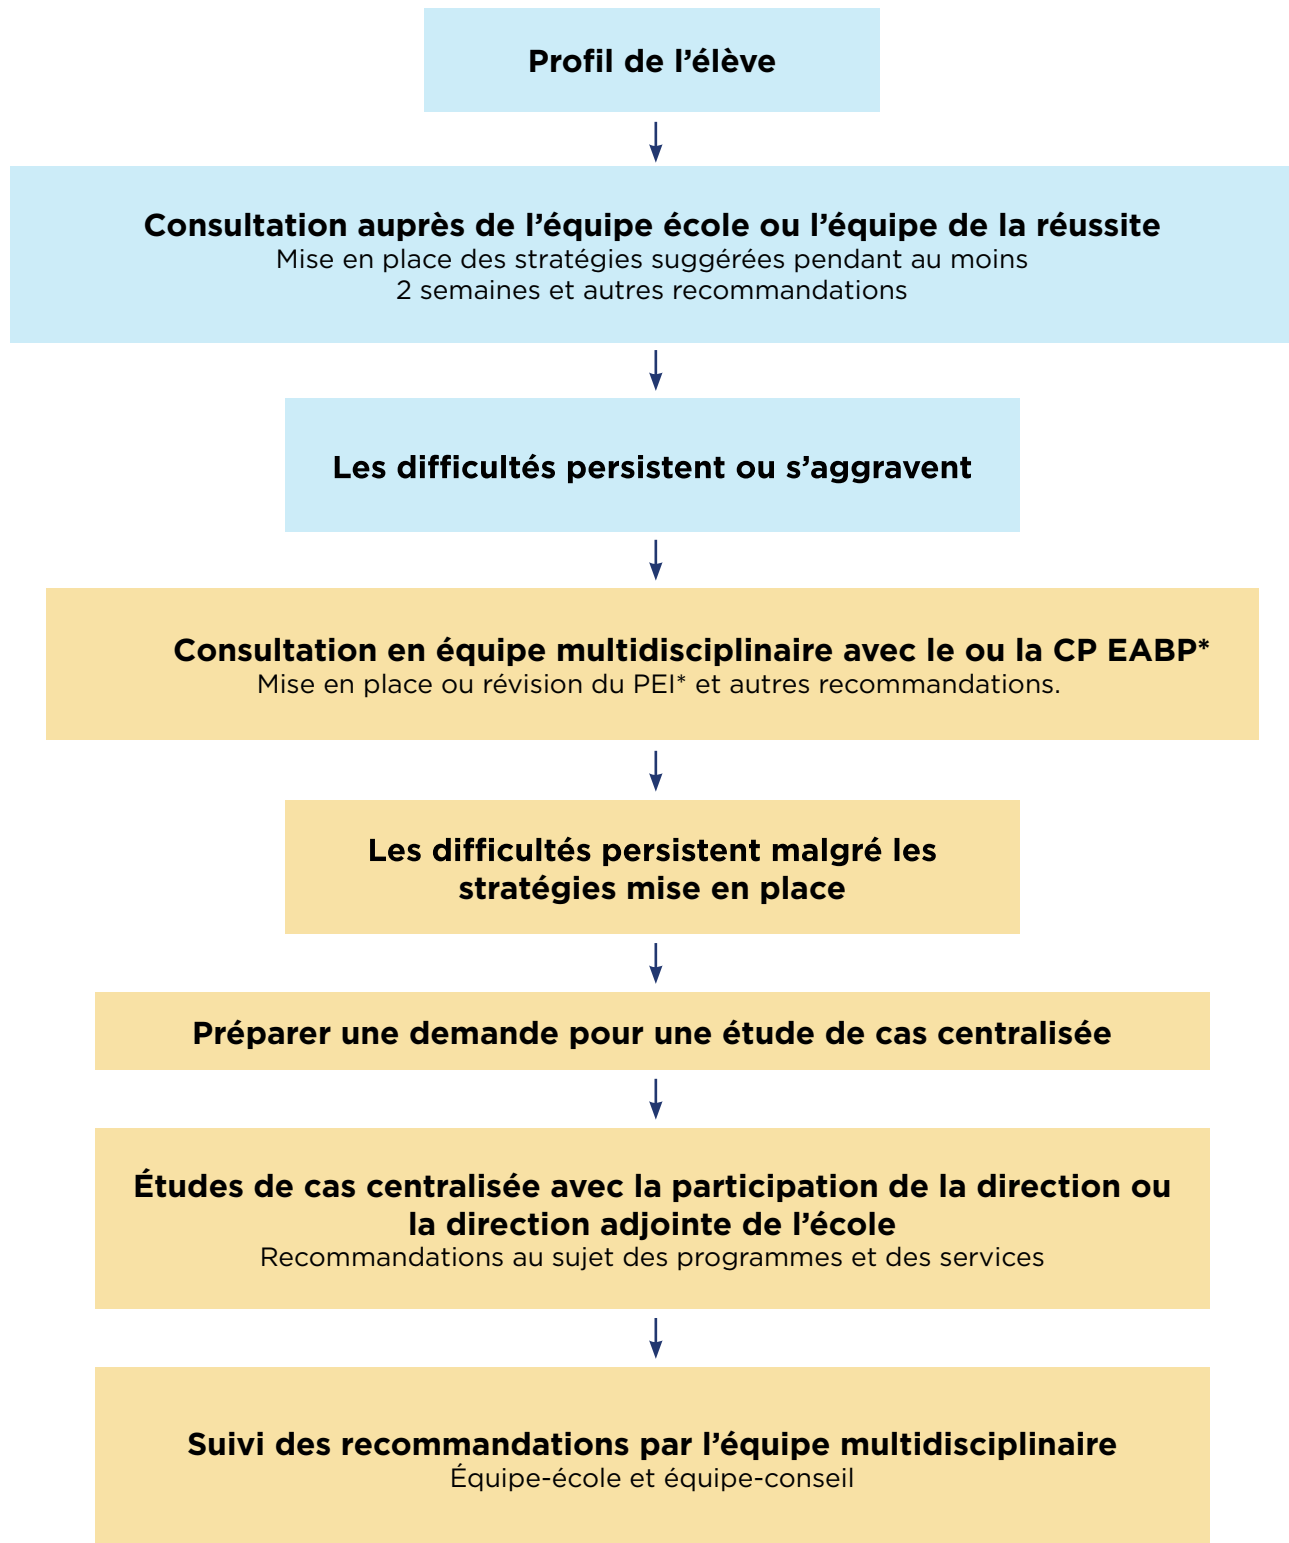 Profil de l’élève
Consultation auprès de l’équipe école ou l’équipe de la réussite
Mise en place des stratégies suggérées pendant au moins
2 semaines et autres recommandations
Les difficultés persistent ou s’aggravent
Consultation en équipe multidisciplinaire avec le ou la CP EABP*
Mise en place ou révision du PEI* et autres recommandations.
Les difficultés persistent malgré les
stratégies mise en place
Préparer une demande pour une étude de cas centralisée
Études de cas centralisée avec la participation de la direction ou
la direction adjointe de l’école
Recommandations au sujet des programmes et des services
Suivi des recommandations par l’équipe multidisciplinaire
Équipe-école et équipe-conseil